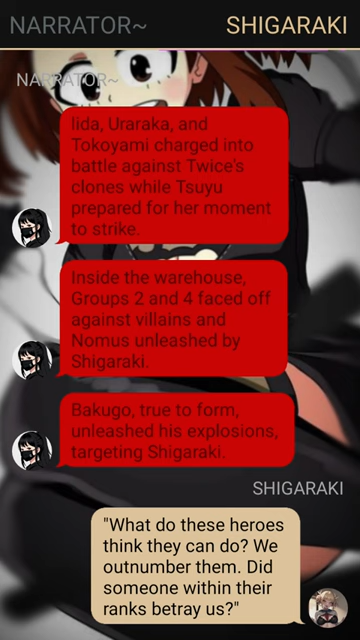 NARRATOR~
SHIGARAKI
NARRATOR~
Iida, Uraraka, and
Tokoyami charged into
battle against Twice's
clones while Tsuyu
prepared for her moment
to strike.
Inside the warehouse,
Groups 2 and 4 faced off
against villains and
Nomus unleashed by
Shigaraki.
Bakugo, true to form,
unleashed his explosions,
targeting Shigaraki.
SHIGARAKI
"What do these heroes
think they can do? We
outnumber them. Did
someone within their
ranks betray us?"